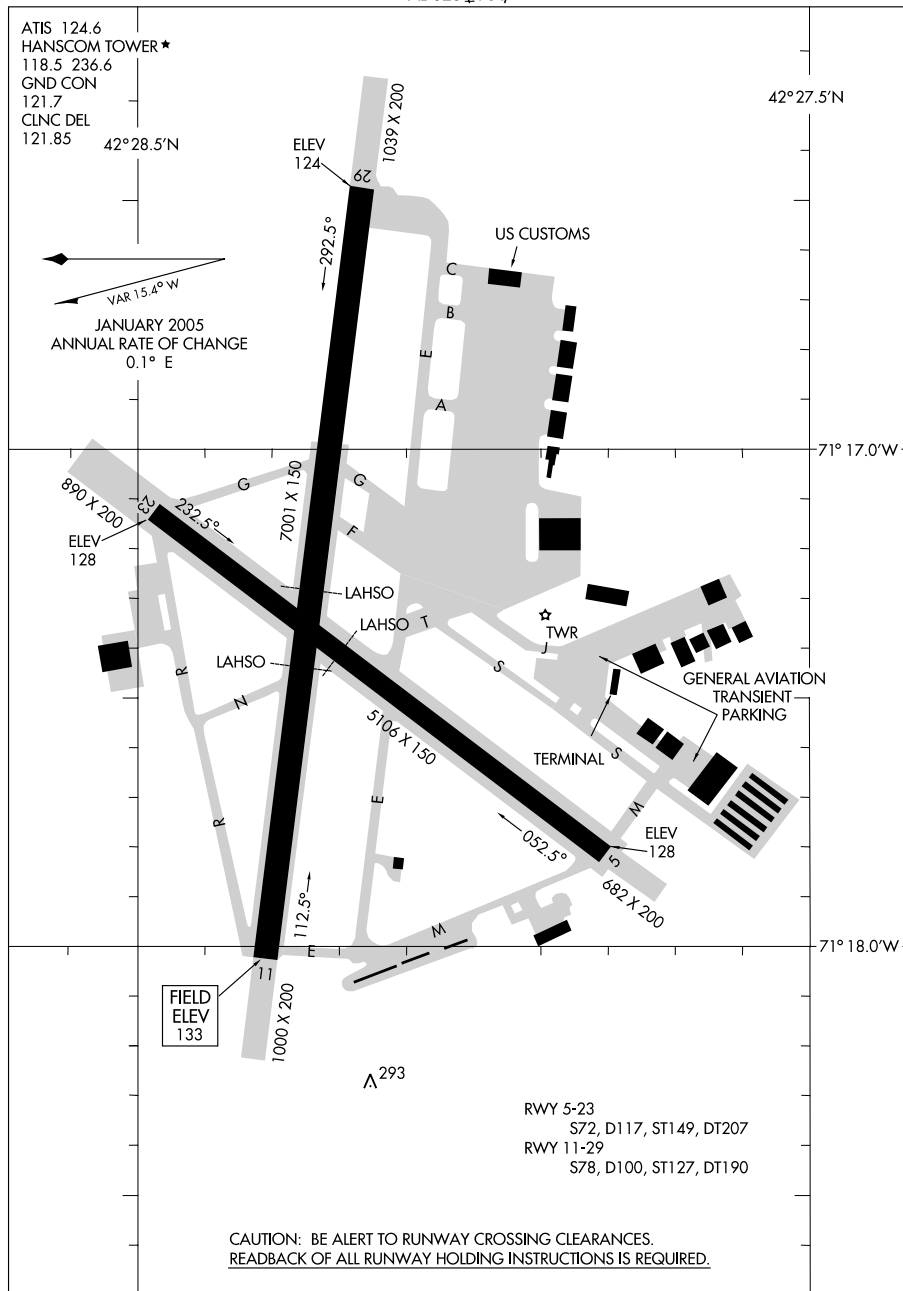 ATIS 124.6
HANSCOM TOWER★
118.5 236.6
GND CON
121.7
CLNC DEL
121.85
42°28.5'N
42°27.5'N
ELEV
124
1039 X 200
29
292.5°
US CUSTOMS
C
B
E
A
VAR 15.4° W
JANUARY 2005
ANNUAL RATE OF CHANGE
0.1° E
71° 17.0'W
890 X 200
23
232.5°
ELEV
128
G
G
F
7001 X 150
LAHSO
LAHSO
LAHSO
T
TWR
J
S
S
R
N
R
E
5106 X 150
GENERAL AVIATION
TRANSIENT
PARKING
TERMINAL
M
052.5°
ELEV
128
5
682 X 200
112.5°
M
E
71° 18.0'W
11
FIELD
ELEV
133
1000 X 200
293
RWY 5-23
S72, D117, ST149, DT207
RWY 11-29
S78, D100, ST127, DT190
CAUTION: BE ALERT TO RUNWAY CROSSING CLEARANCES.
READBACK OF ALL RUNWAY HOLDING INSTRUCTIONS IS REQUIRED.